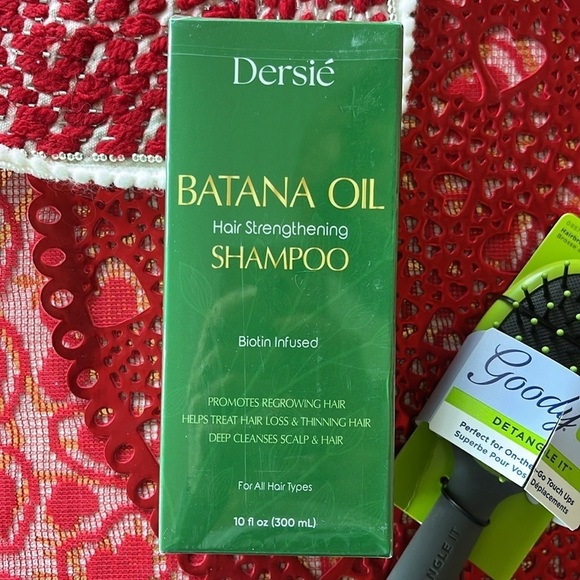 Dersié
BATANA OIL
Hair Strengthening
SHAMPOO
Biotin Infused
PROMOTES REGROWING HAIR
HELPS TREAT HAIR LOSS & THINNING HAIR
DEEP CLEANSES SCALP & HAIR
For All Hair Types
10 fl oz (300 mL)
Goody
DETANGLE IT
Perfect for On-the-Go Touch Ups
Superbe Pour Vos Déplacements